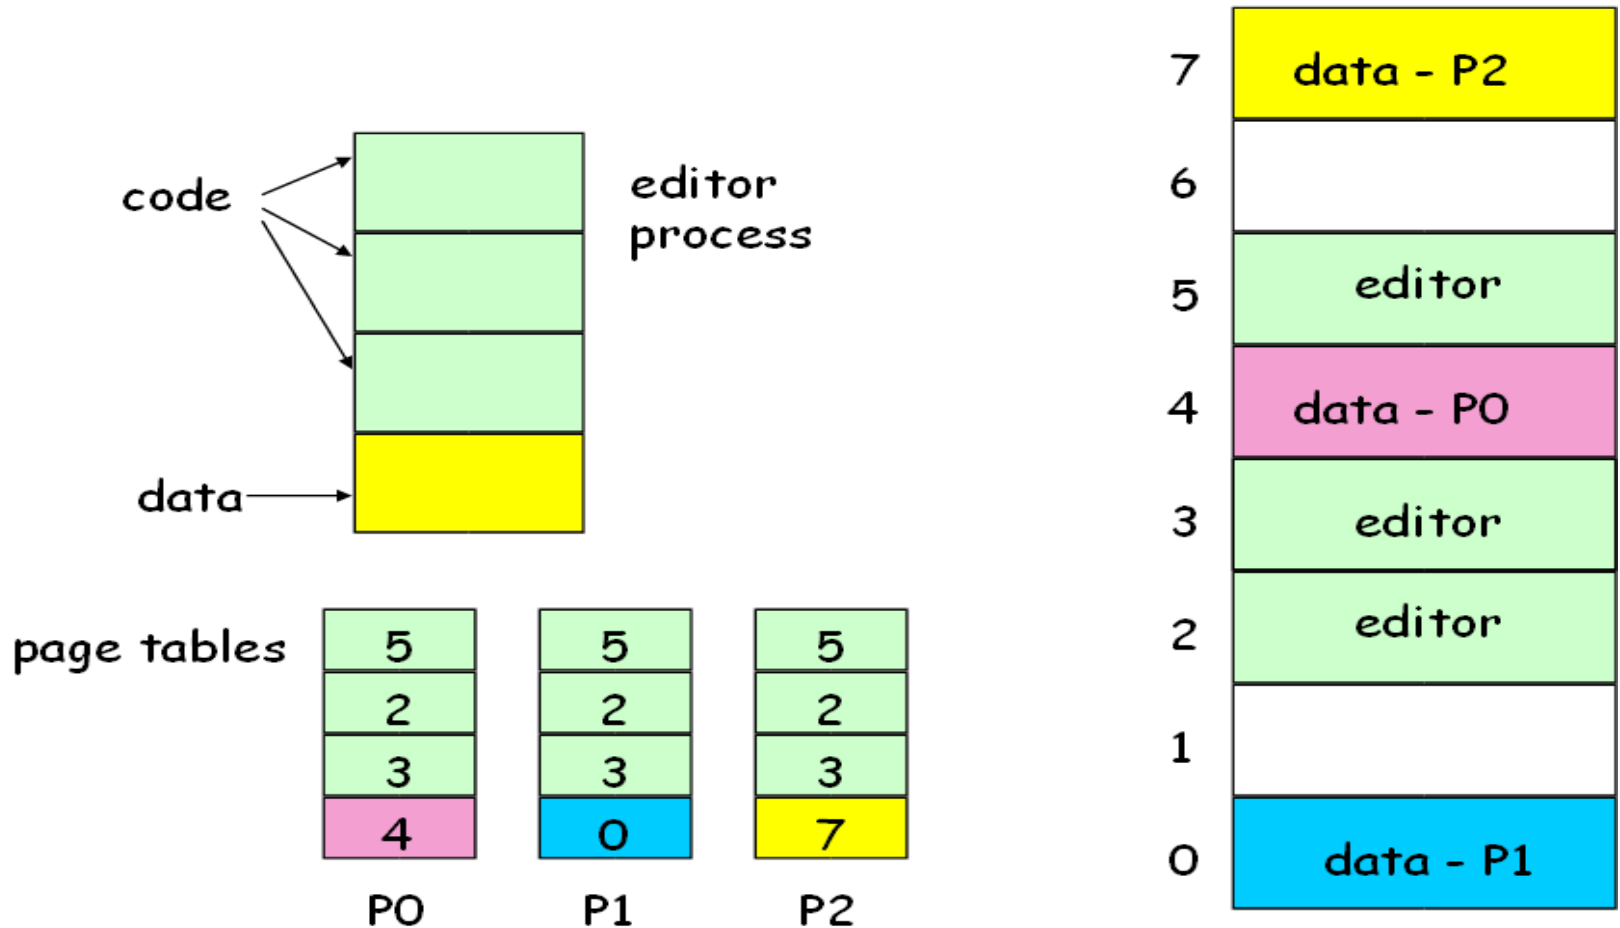 code
editor
process
data
page tables
5
2
3
4
P0
5
2
3
0
P1
5
2
3
7
P2
7 data - P2
6
5 editor
4 data - P0
3 editor
2 editor
1
0 data - P1